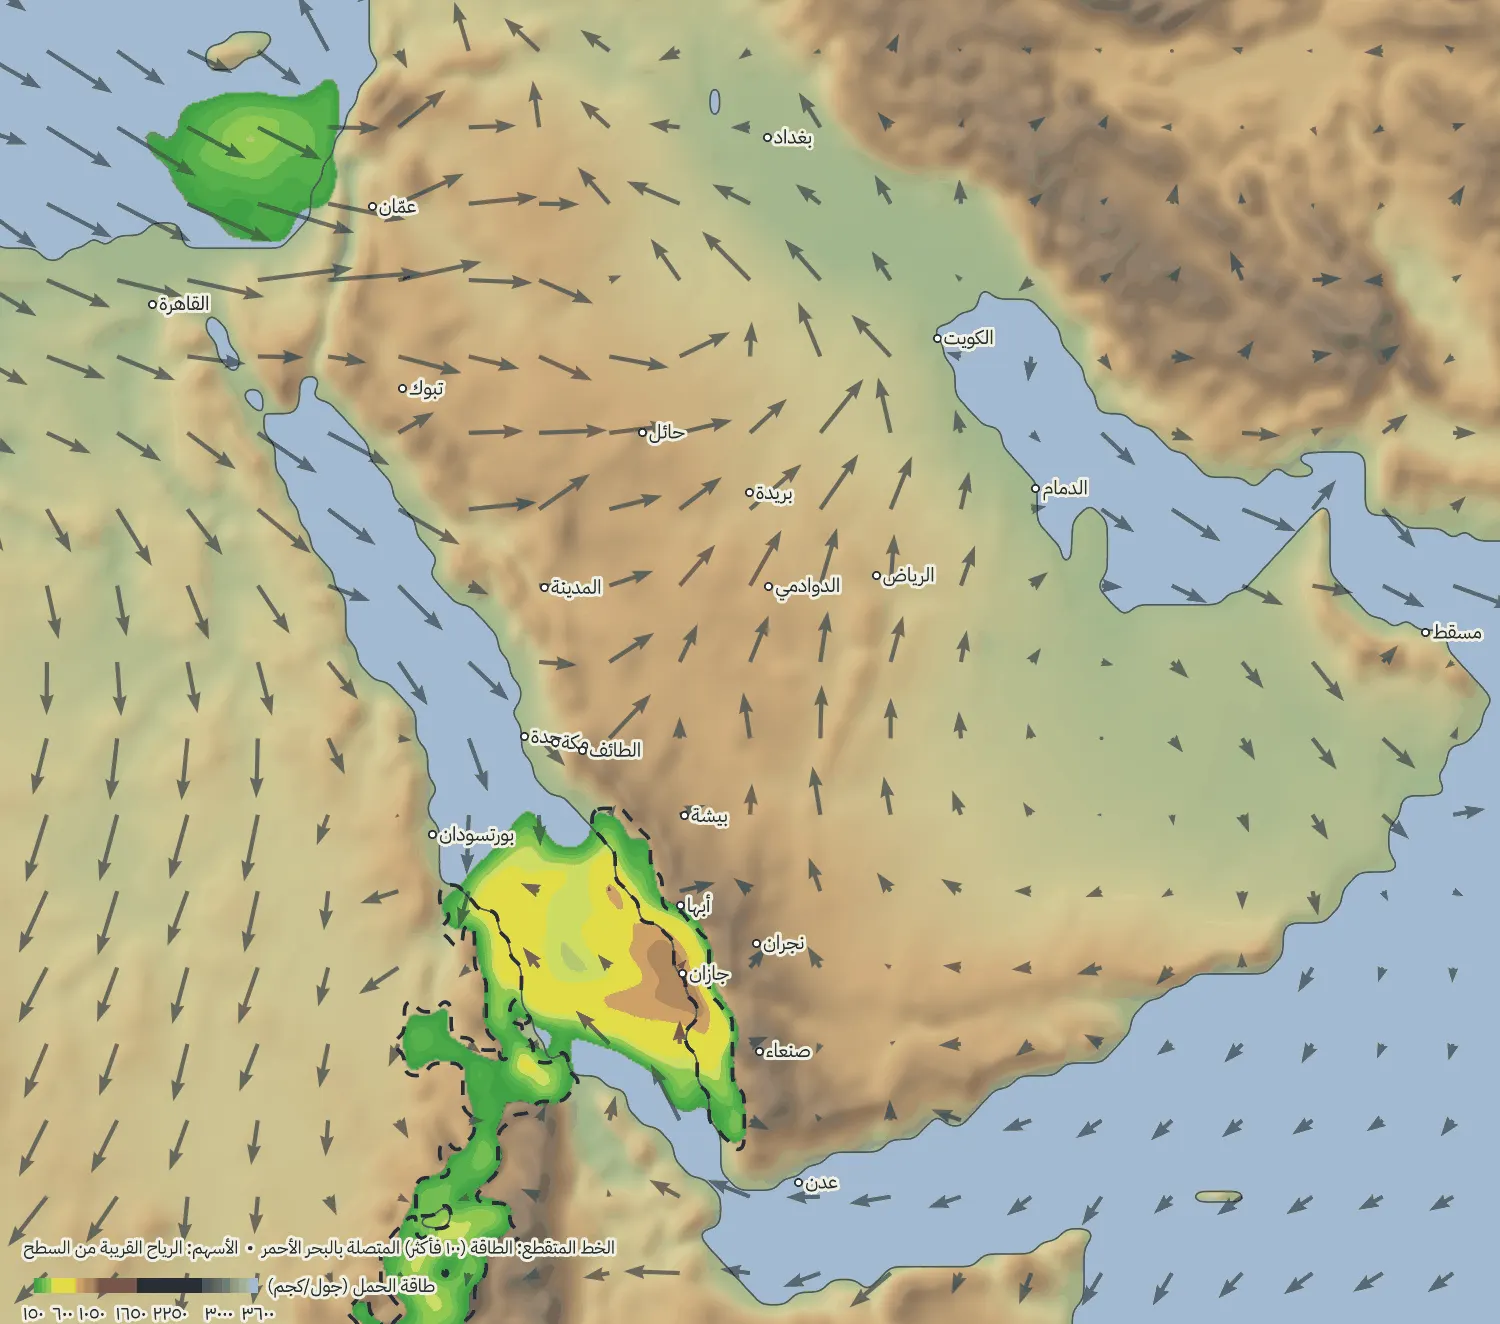 بغداد
عمّان
القاهرة
الكويت
تبوك
حائل
الدمام
بريدة
الرياض
الدوادمي
المدينة
مسقط
جدة
مكة
الطائف
بيشة
بورتسودان
أبها
نجران
جازان
صنعاء
عدن
الخط المتقطع: الطاقة (١٠٠ فأكثر) المتصلة بالبحر الأحمر • الأسهم: الرياح القريبة من السطح
طاقة الحمل (جول/كجم)
١٥٠ ٦٠٠ ١٠٥٠ ١٦٥٠ ٢٢٥٠ ٣٠٠٠ ٣٦٠٠